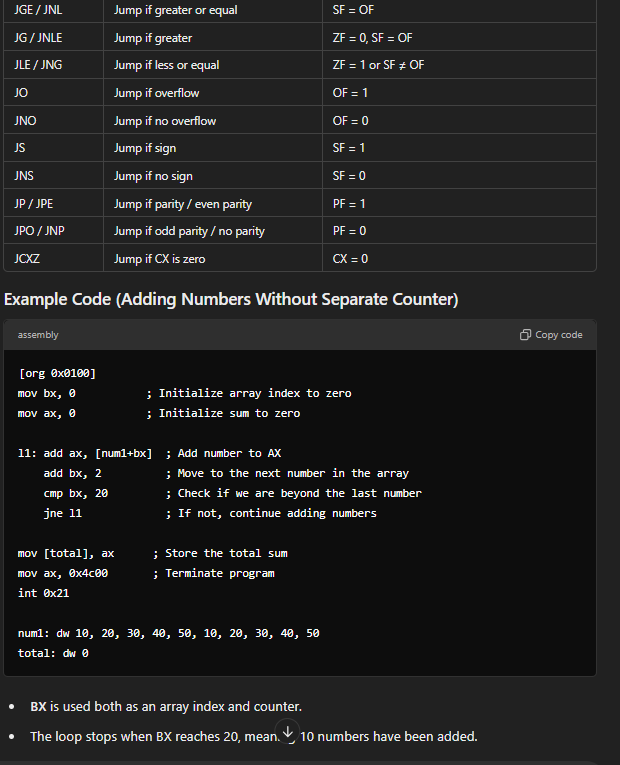 JGE / JNL Jump if greater or equal SF = OF
JG / JNLE Jump if greater ZF = 0, SF = OF
JLE / JNG Jump if less or equal ZF = 1 or SF ≠ OF
JO Jump if overflow OF = 1
JNO Jump if no overflow OF = 0
JS Jump if sign SF = 1
JNS Jump if no sign SF = 0
JP / JPE Jump if parity / even parity PF = 1
JPO / JNP Jump if odd parity / no parity PF = 0
JCXZ Jump if CX is zero CX = 0
Example Code (Adding Numbers Without Separate Counter)
assembly Copy code
[org 0x0100]
mov bx, 0 ; Initialize array index to zero
mov ax, 0 ; Initialize sum to zero
l1: add ax, [num1+bx] ; Add number to AX
add bx, 2 ; Move to the next number in the array
cmp bx, 20 ; Check if we are beyond the last number
jne l1 ; If not, continue adding numbers
mov [total], ax ; Store the total sum
mov ax, 0x4c00 ; Terminate program
int 0x21
num1: dw 10, 20, 30, 40, 50, 10, 20, 30, 40, 50
total: dw 0
• BX is used both as an array index and counter.
• The loop stops when BX reaches 20, 10 numbers have been added.